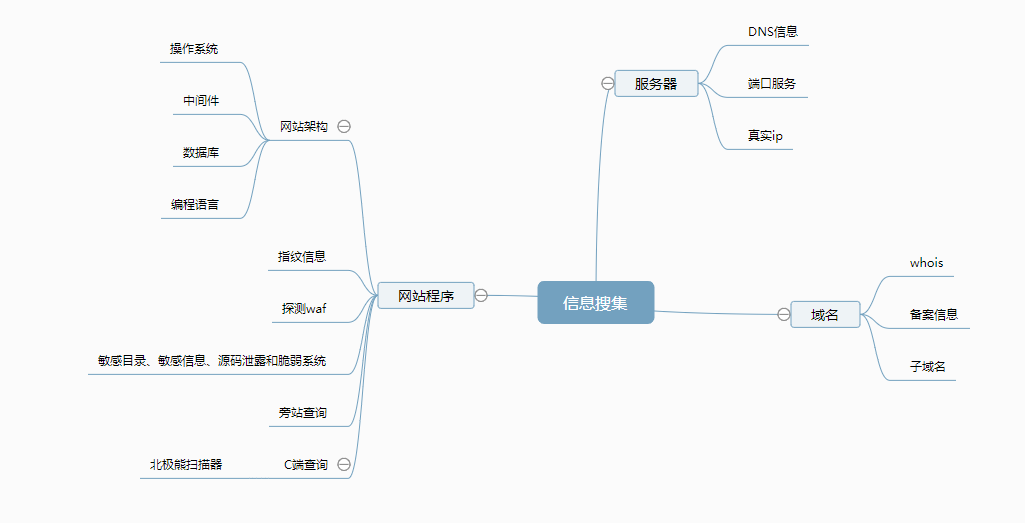 信息搜集
服务器
DNS信息
端口服务
真实ip
域名
whois
备案信息
子域名
网站程序
网站架构
操作系统
中间件
数据库
编程语言
指纹信息
探测waf
敏感目录、敏感信息、源码泄露和脆弱系统
旁站查询
C端查询
北极熊扫描器